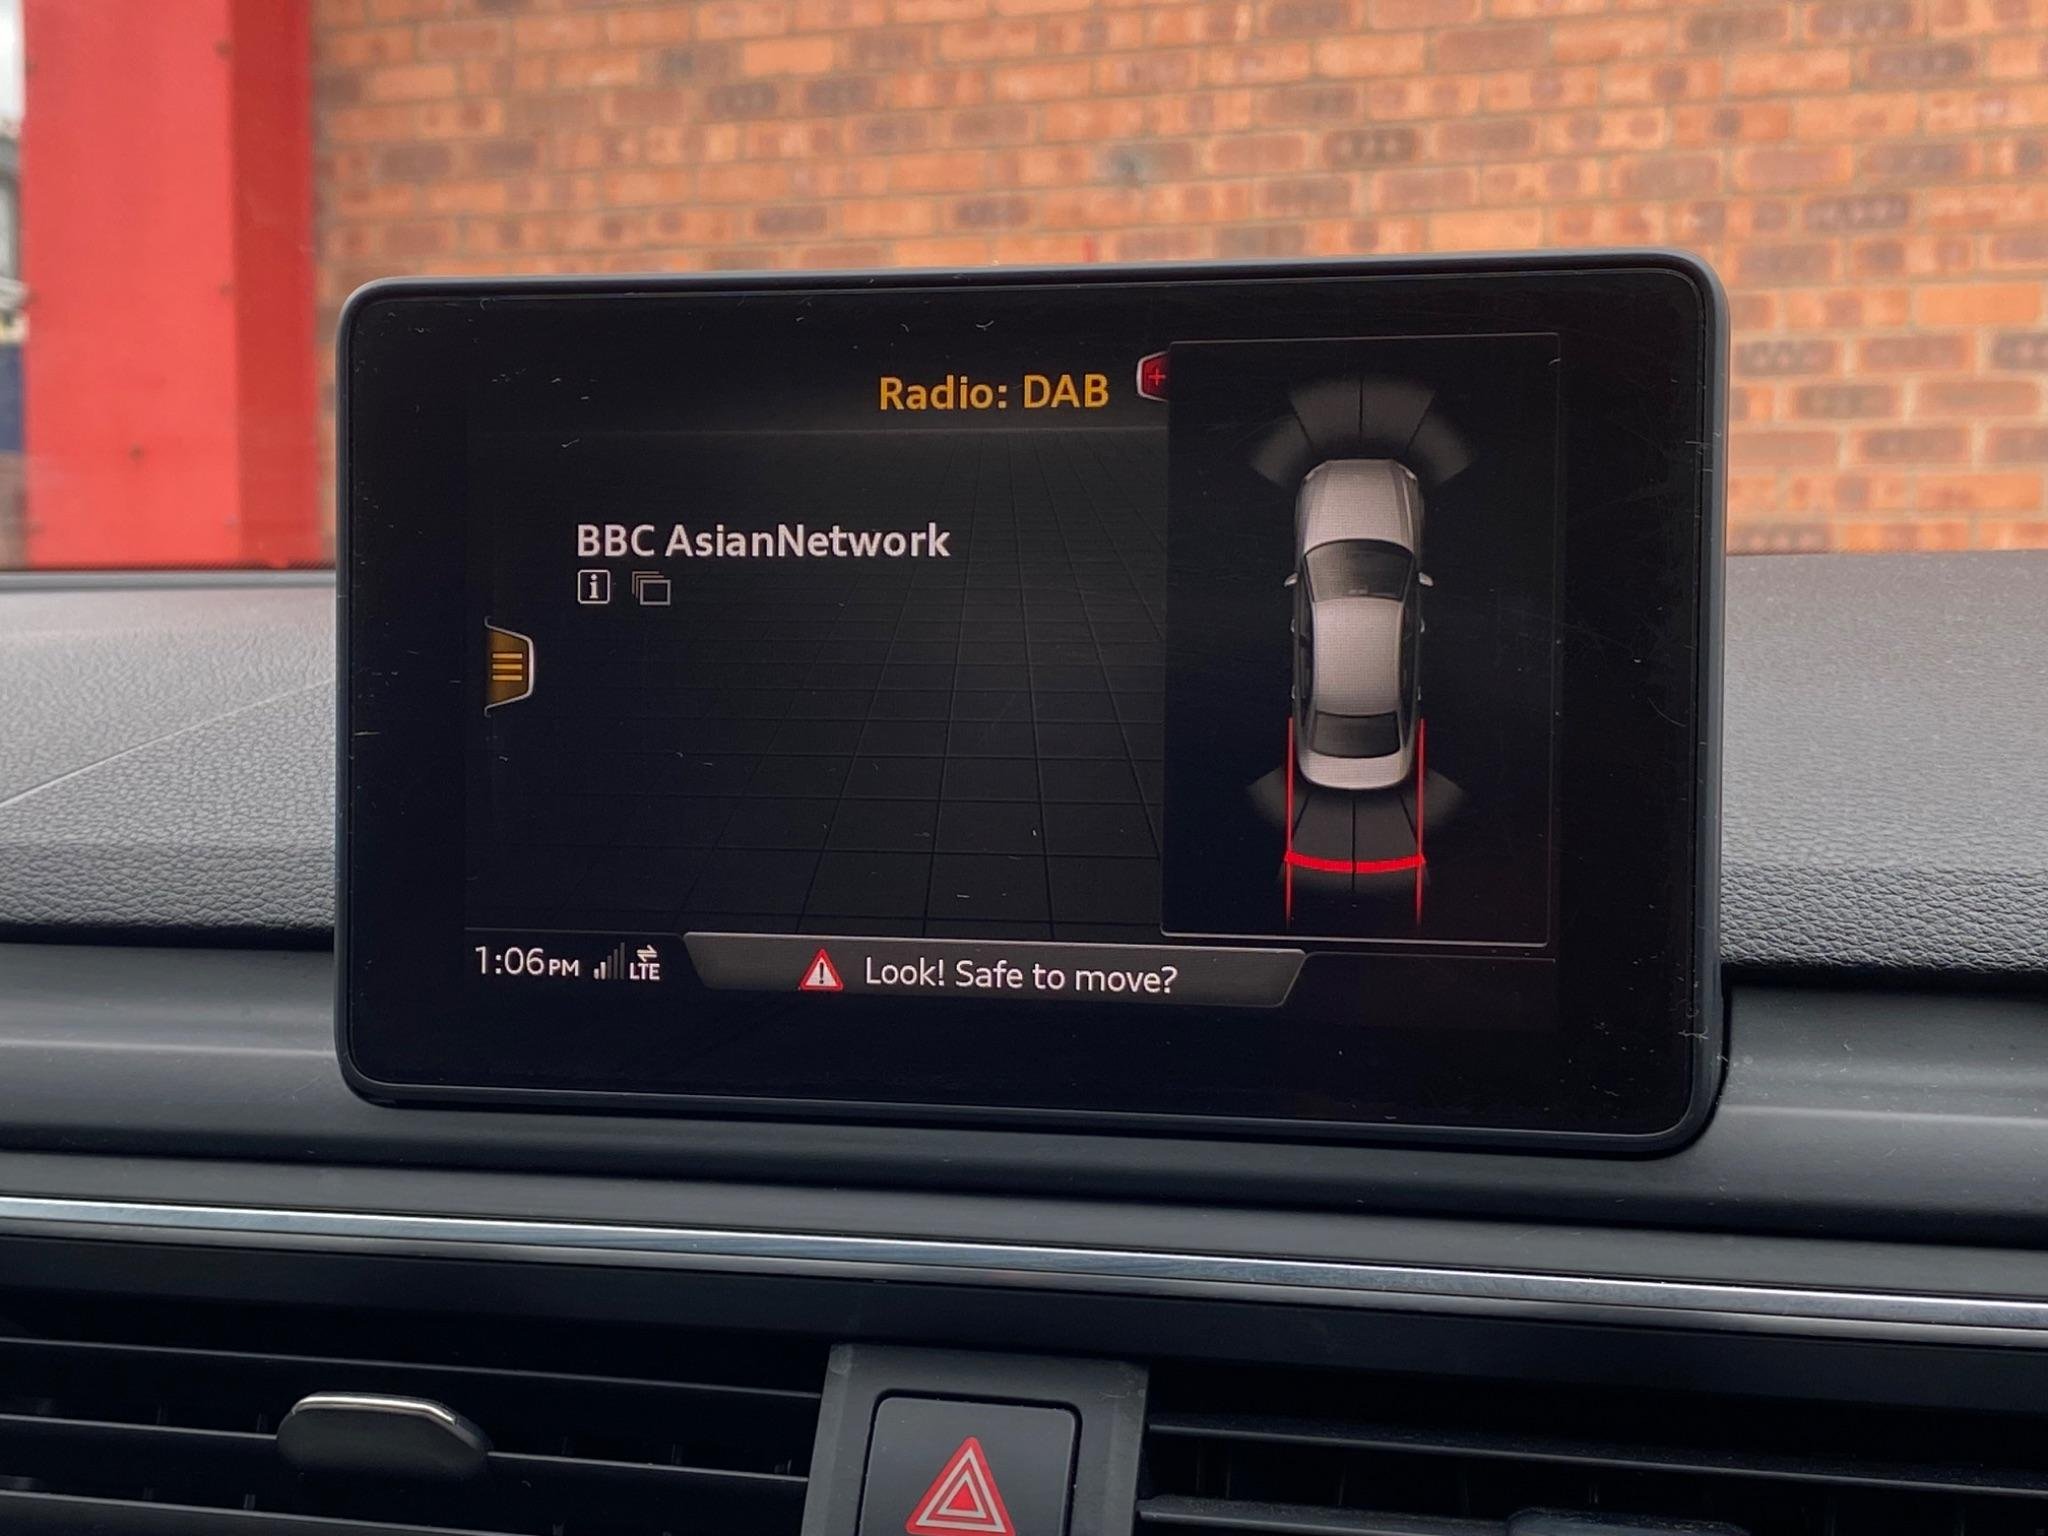 Radio: DAB
BBC AsianNetwork
1:06PM LTE
Look! Safe to move?